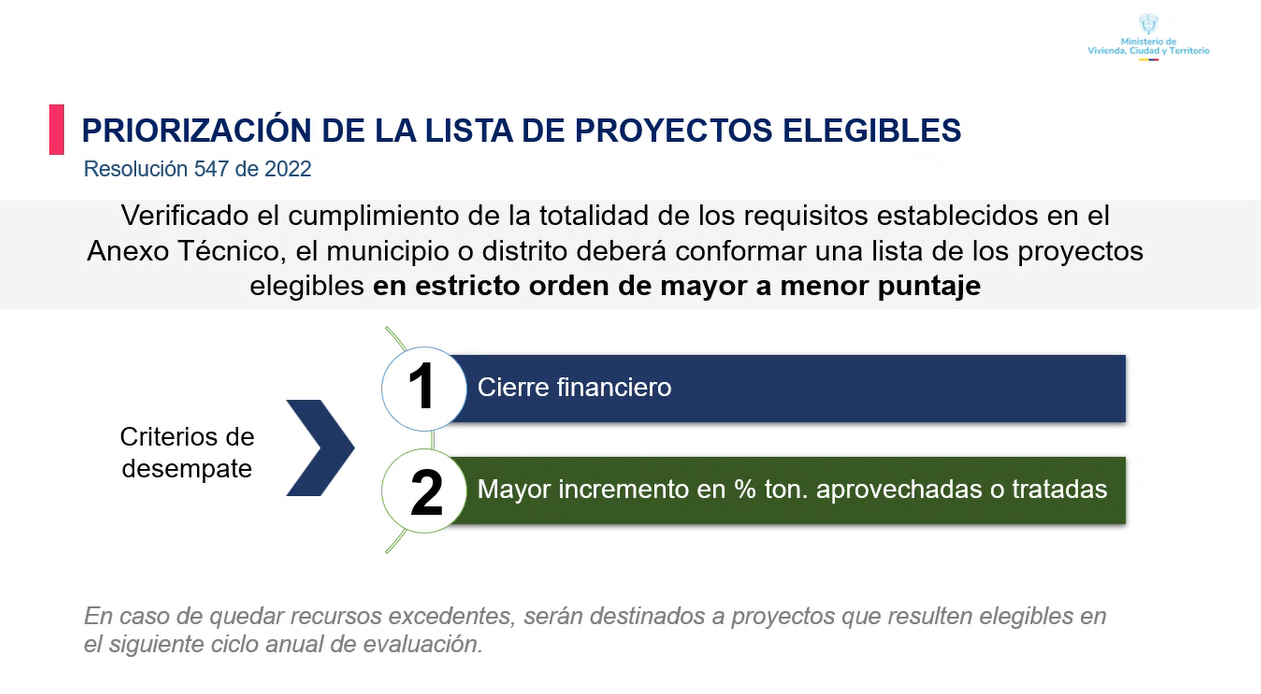 Ministerio de
Vivienda, Ciudad y Territorio
PRIORIZACIÓN DE LA LISTA DE PROYECTOS ELEGIBLES
Resolución 547 de 2022
Verificado el cumplimiento de la totalidad de los requisitos establecidos en el
Anexo Técnico, el municipio o distrito deberá conformar una lista de los proyectos
elegibles en estricto orden de mayor a menor puntaje
Criterios de
desempate
1
Cierre financiero
2
Mayor incremento en % ton. aprovechadas o tratadas
En caso de quedar recursos excedentes, serán destinados a proyectos que resulten elegibles en
el siguiente ciclo anual de evaluación.